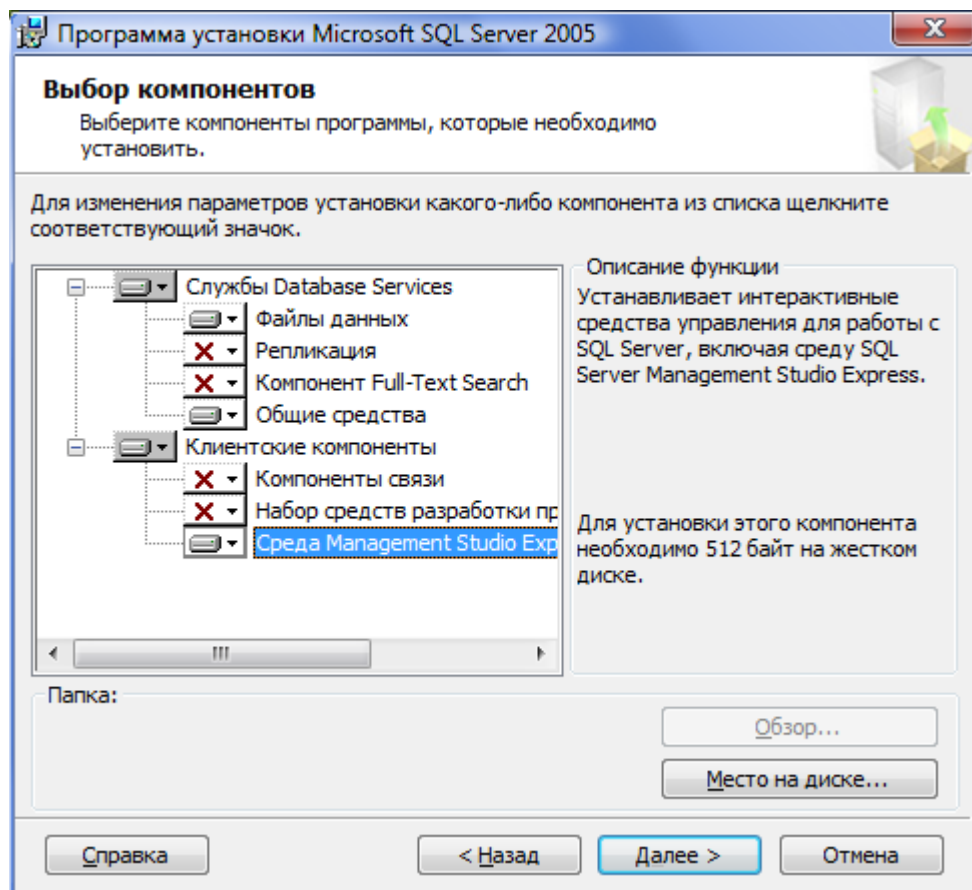 Программа установки Microsoft SQL Server 2005
Выбор компонентов
Выберите компоненты программы, которые необходимо
установить.
Для изменения параметров установки какого-либо компонента из списка щелкните
соответствующий значок.
Службы Database Services
Файлы данных
Репликация
Компонент Full-Text Search
Общие средства
Клиентские компоненты
Компоненты связи
Набор средств разработки пр
Среда Management Studio Exp
Описание функции
Устанавливает интерактивные
средства управления для работы с
SQL Server, включая среду SQL
Server Management Studio Express.
Для установки этого компонента
необходимо 512 байт на жестком
диске.
Папка:
Обзор...
Место на диске...
Справка
< Назад
Далее >
Отмена